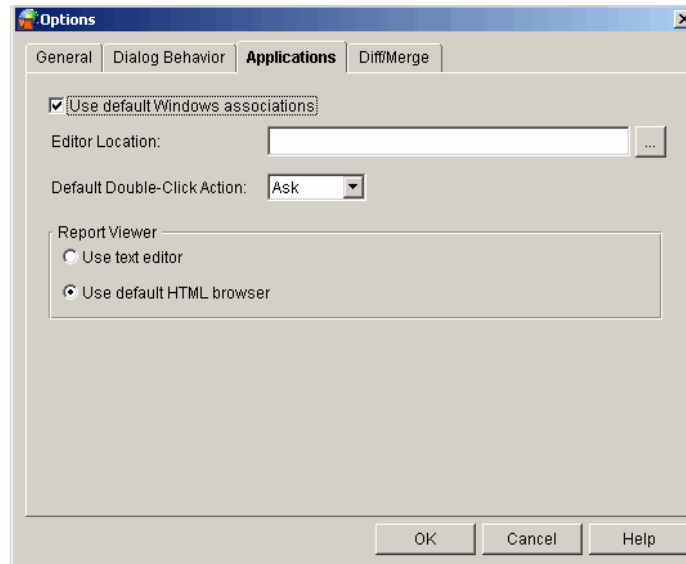 Options
General Dialog Behavior Applications Diff/Merge
Use default Windows associations
Editor Location: ...
Default Double-Click Action: Ask
Report Viewer
Use text editor
Use default HTML browser
OK Cancel Help